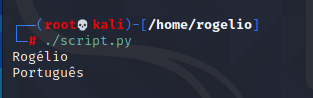 ┌──(root💀kali)-[/home/rogelio]
└─# ./script.py
Rogélio
Português